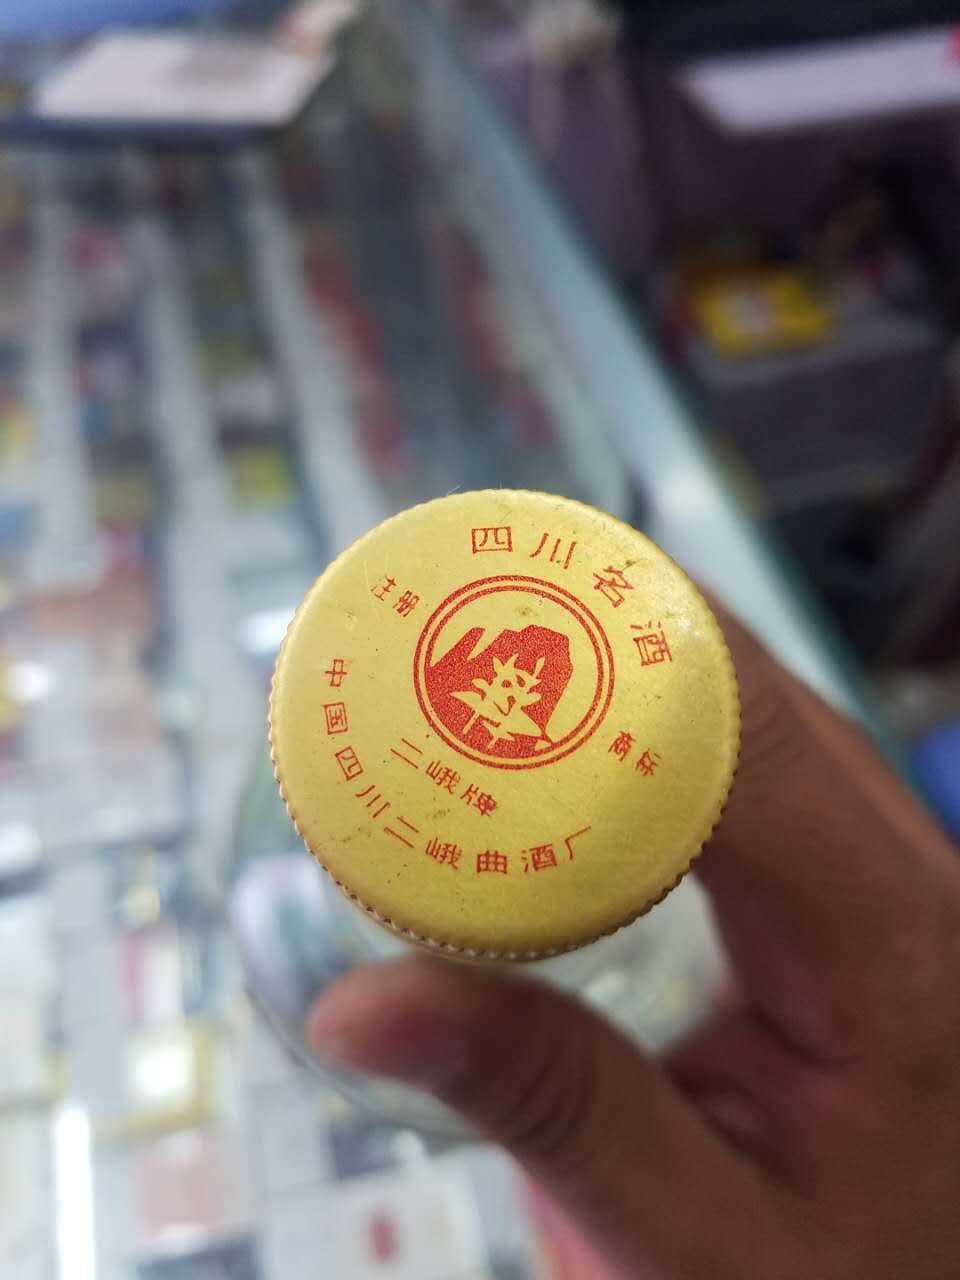 四川名酒
注册
商标
二峨牌
中国四川二峨曲酒厂